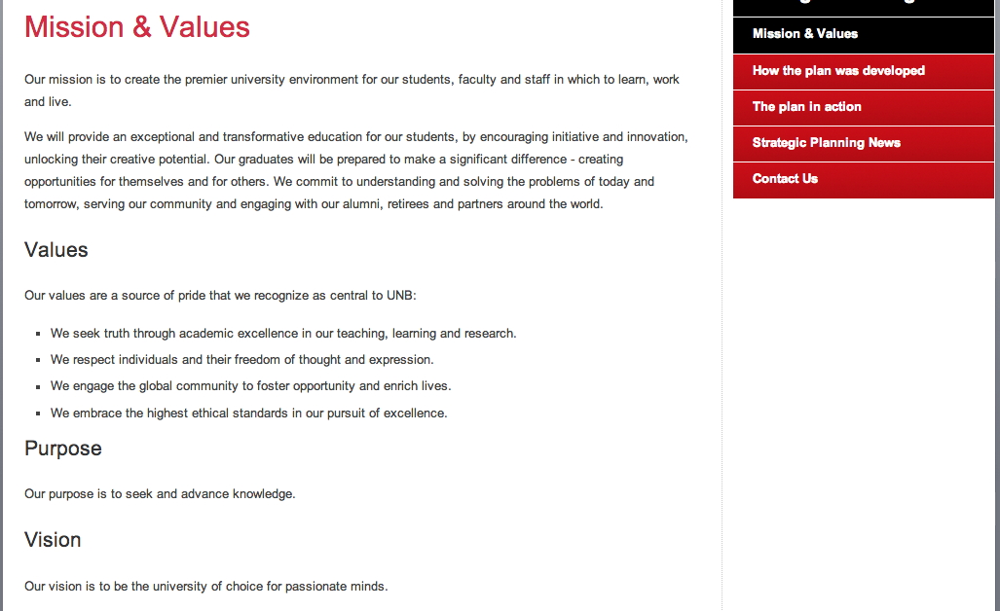 Mission & Values
Our mission is to create the premier university environment for our students, faculty and staff in which to learn, work
and live.
We will provide an exceptional and transformative education for our students, by encouraging initiative and innovation,
unlocking their creative potential. Our graduates will be prepared to make a significant difference - creating
opportunities for themselves and for others. We commit to understanding and solving the problems of today and
tomorrow, serving our community and engaging with our alumni, retirees and partners around the world.
Values
Our values are a source of pride that we recognize as central to UNB:
We seek truth through academic excellence in our teaching, learning and research.
We respect individuals and their freedom of thought and expression.
We engage the global community to foster opportunity and enrich lives.
We embrace the highest ethical standards in our pursuit of excellence.
Purpose
Our purpose is to seek and advance knowledge.
Vision
Our vision is to be the university of choice for passionate minds.
Mission & Values
How the plan was developed
The plan in action
Strategic Planning News
Contact Us